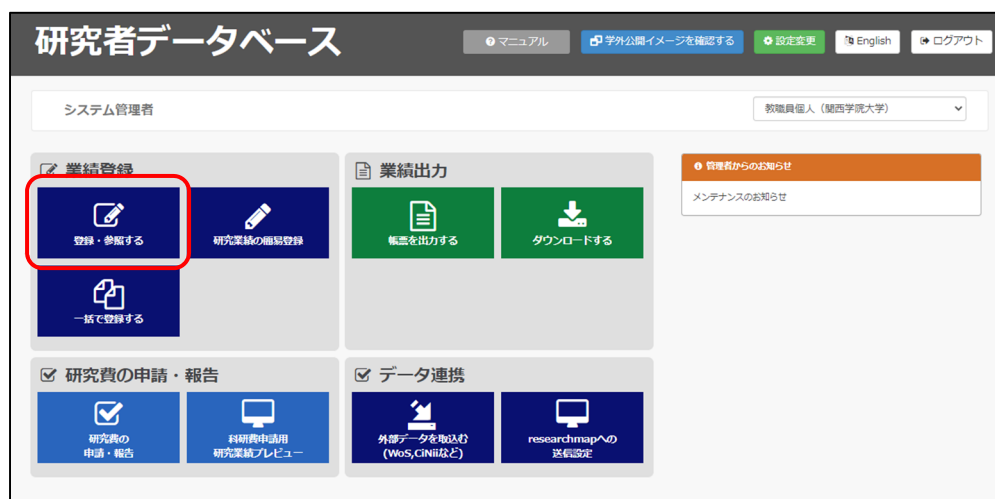 研究者データベース
マニュアル
学外公開イメージを確認する
設定変更
English
ログアウト
システム管理者
教職員個人（関西学院大学）
業績登録
登録・参照する
研究業績の簡易登録
一括で登録する
業績出力
帳票を出力する
ダウンロードする
管理者からのお知らせ
メンテナンスのお知らせ
研究費の申請・報告
研究費の
申請・報告
科研費申請用
研究業績プレビュー
データ連携
外部データを取込む
(WoS,CiNiiなど)
researchmapへの
送信設定